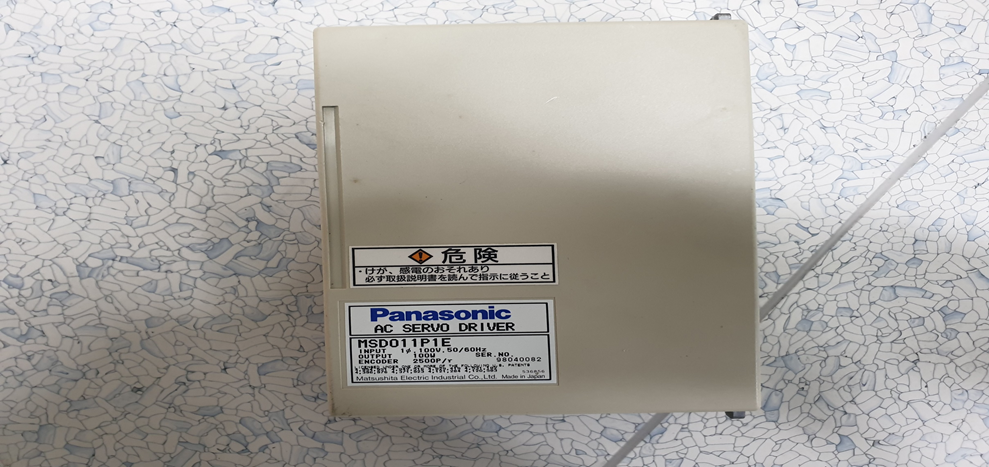 危険
・けが、感電のおそれあり
必ず取扱説明書を読んで指示に従うこと
Panasonic
AC SERVO DRIVER
MSD011P1E
INPUT 1ϕ, 100V, 50/60Hz
OUTPUT 100W SER.NO.
ENCODER 2500P/r 98040082
PATENTS
Matsushita Electric Industrial Co.,Ltd. Made in Japan